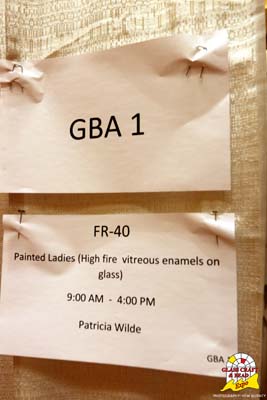 GBA 1
FR-40
Painted Ladies (High fire vitreous enamels on
glass)
9:00 AM - 4:00 PM
Patricia Wilde
GBA
GLASS CRAFT
& BEAD
EXPO